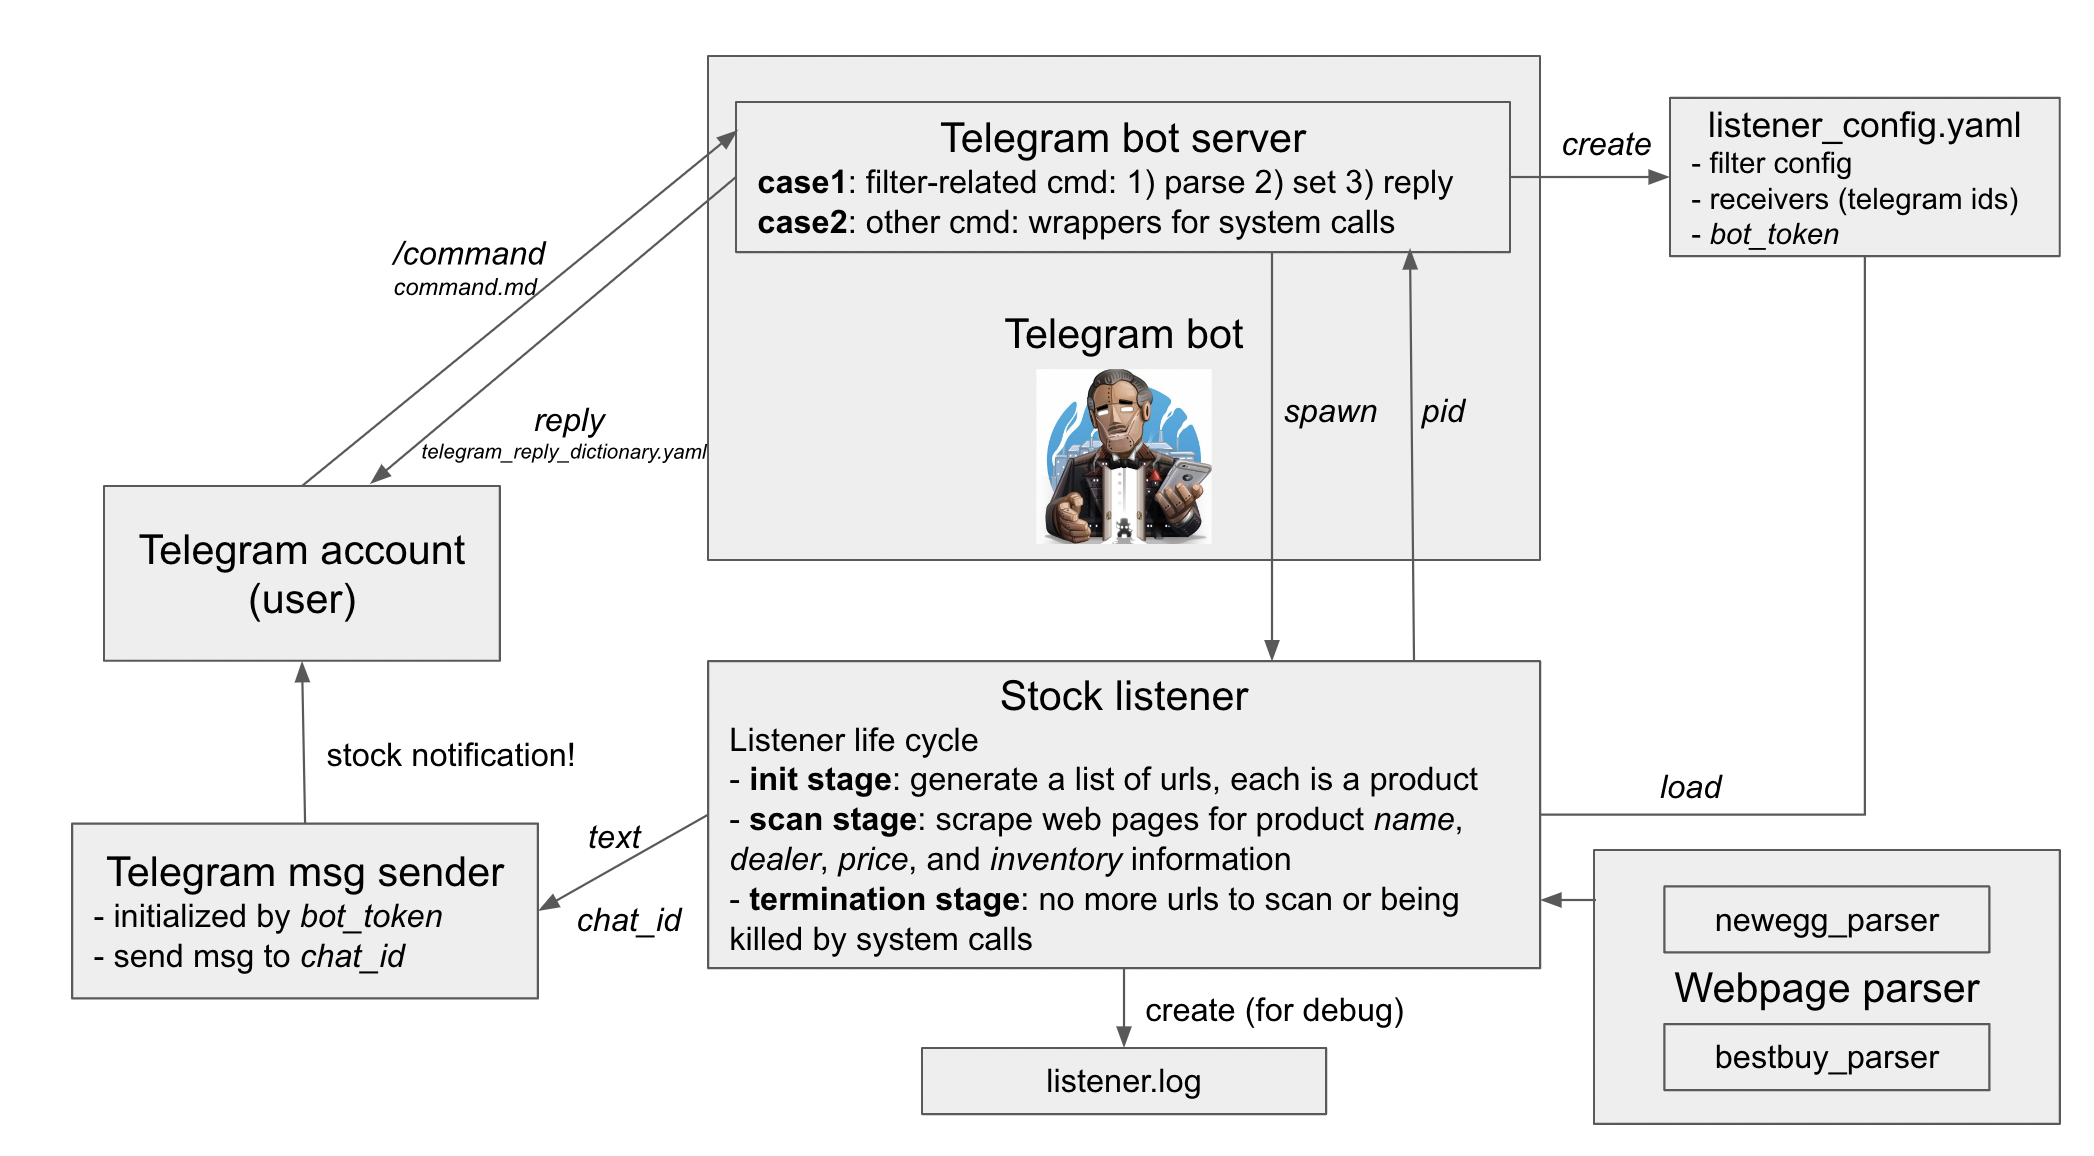 Telegram bot server
case1: filter-related cmd: 1) parse 2) set 3) reply
case2: other cmd: wrappers for system calls
create
listener_config.yaml
- filter config
- receivers (telegram ids)
- bot_token
/command
command.md
Telegram bot
reply
telegram_reply_dictionary.yaml
spawn
pid
Telegram account
(user)
stock notification!
Stock listener
Listener life cycle
- init stage: generate a list of urls, each is a product
- scan stage: scrape web pages for product name,
dealer, price, and inventory information
- termination stage: no more urls to scan or being
killed by system calls
load
text
chat_id
Telegram msg sender
- initialized by bot_token
- send msg to chat_id
newegg_parser
Webpage parser
bestbuy_parser
create (for debug)
listener.log